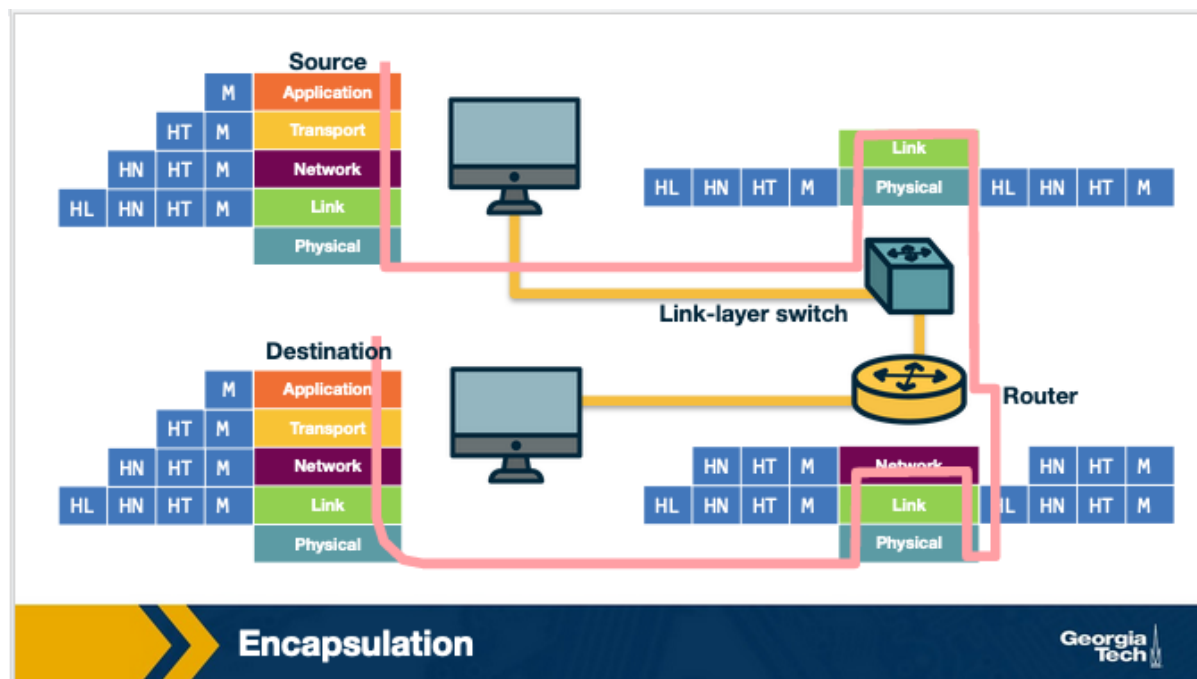 Source
M Application
HT M Transport
HN HT M Network
HL HN HT M Link
Physical
Link
HL HN HT M Physical HL HN HT M
Link-layer switch
Router
Destination
M Application
HT M Transport
HN HT M Network
HL HN HT M Link
Physical
HN HT M Network HN HT M
HL HN HT M Link HL HN HT M
Physical
Encapsulation
Georgia
Tech